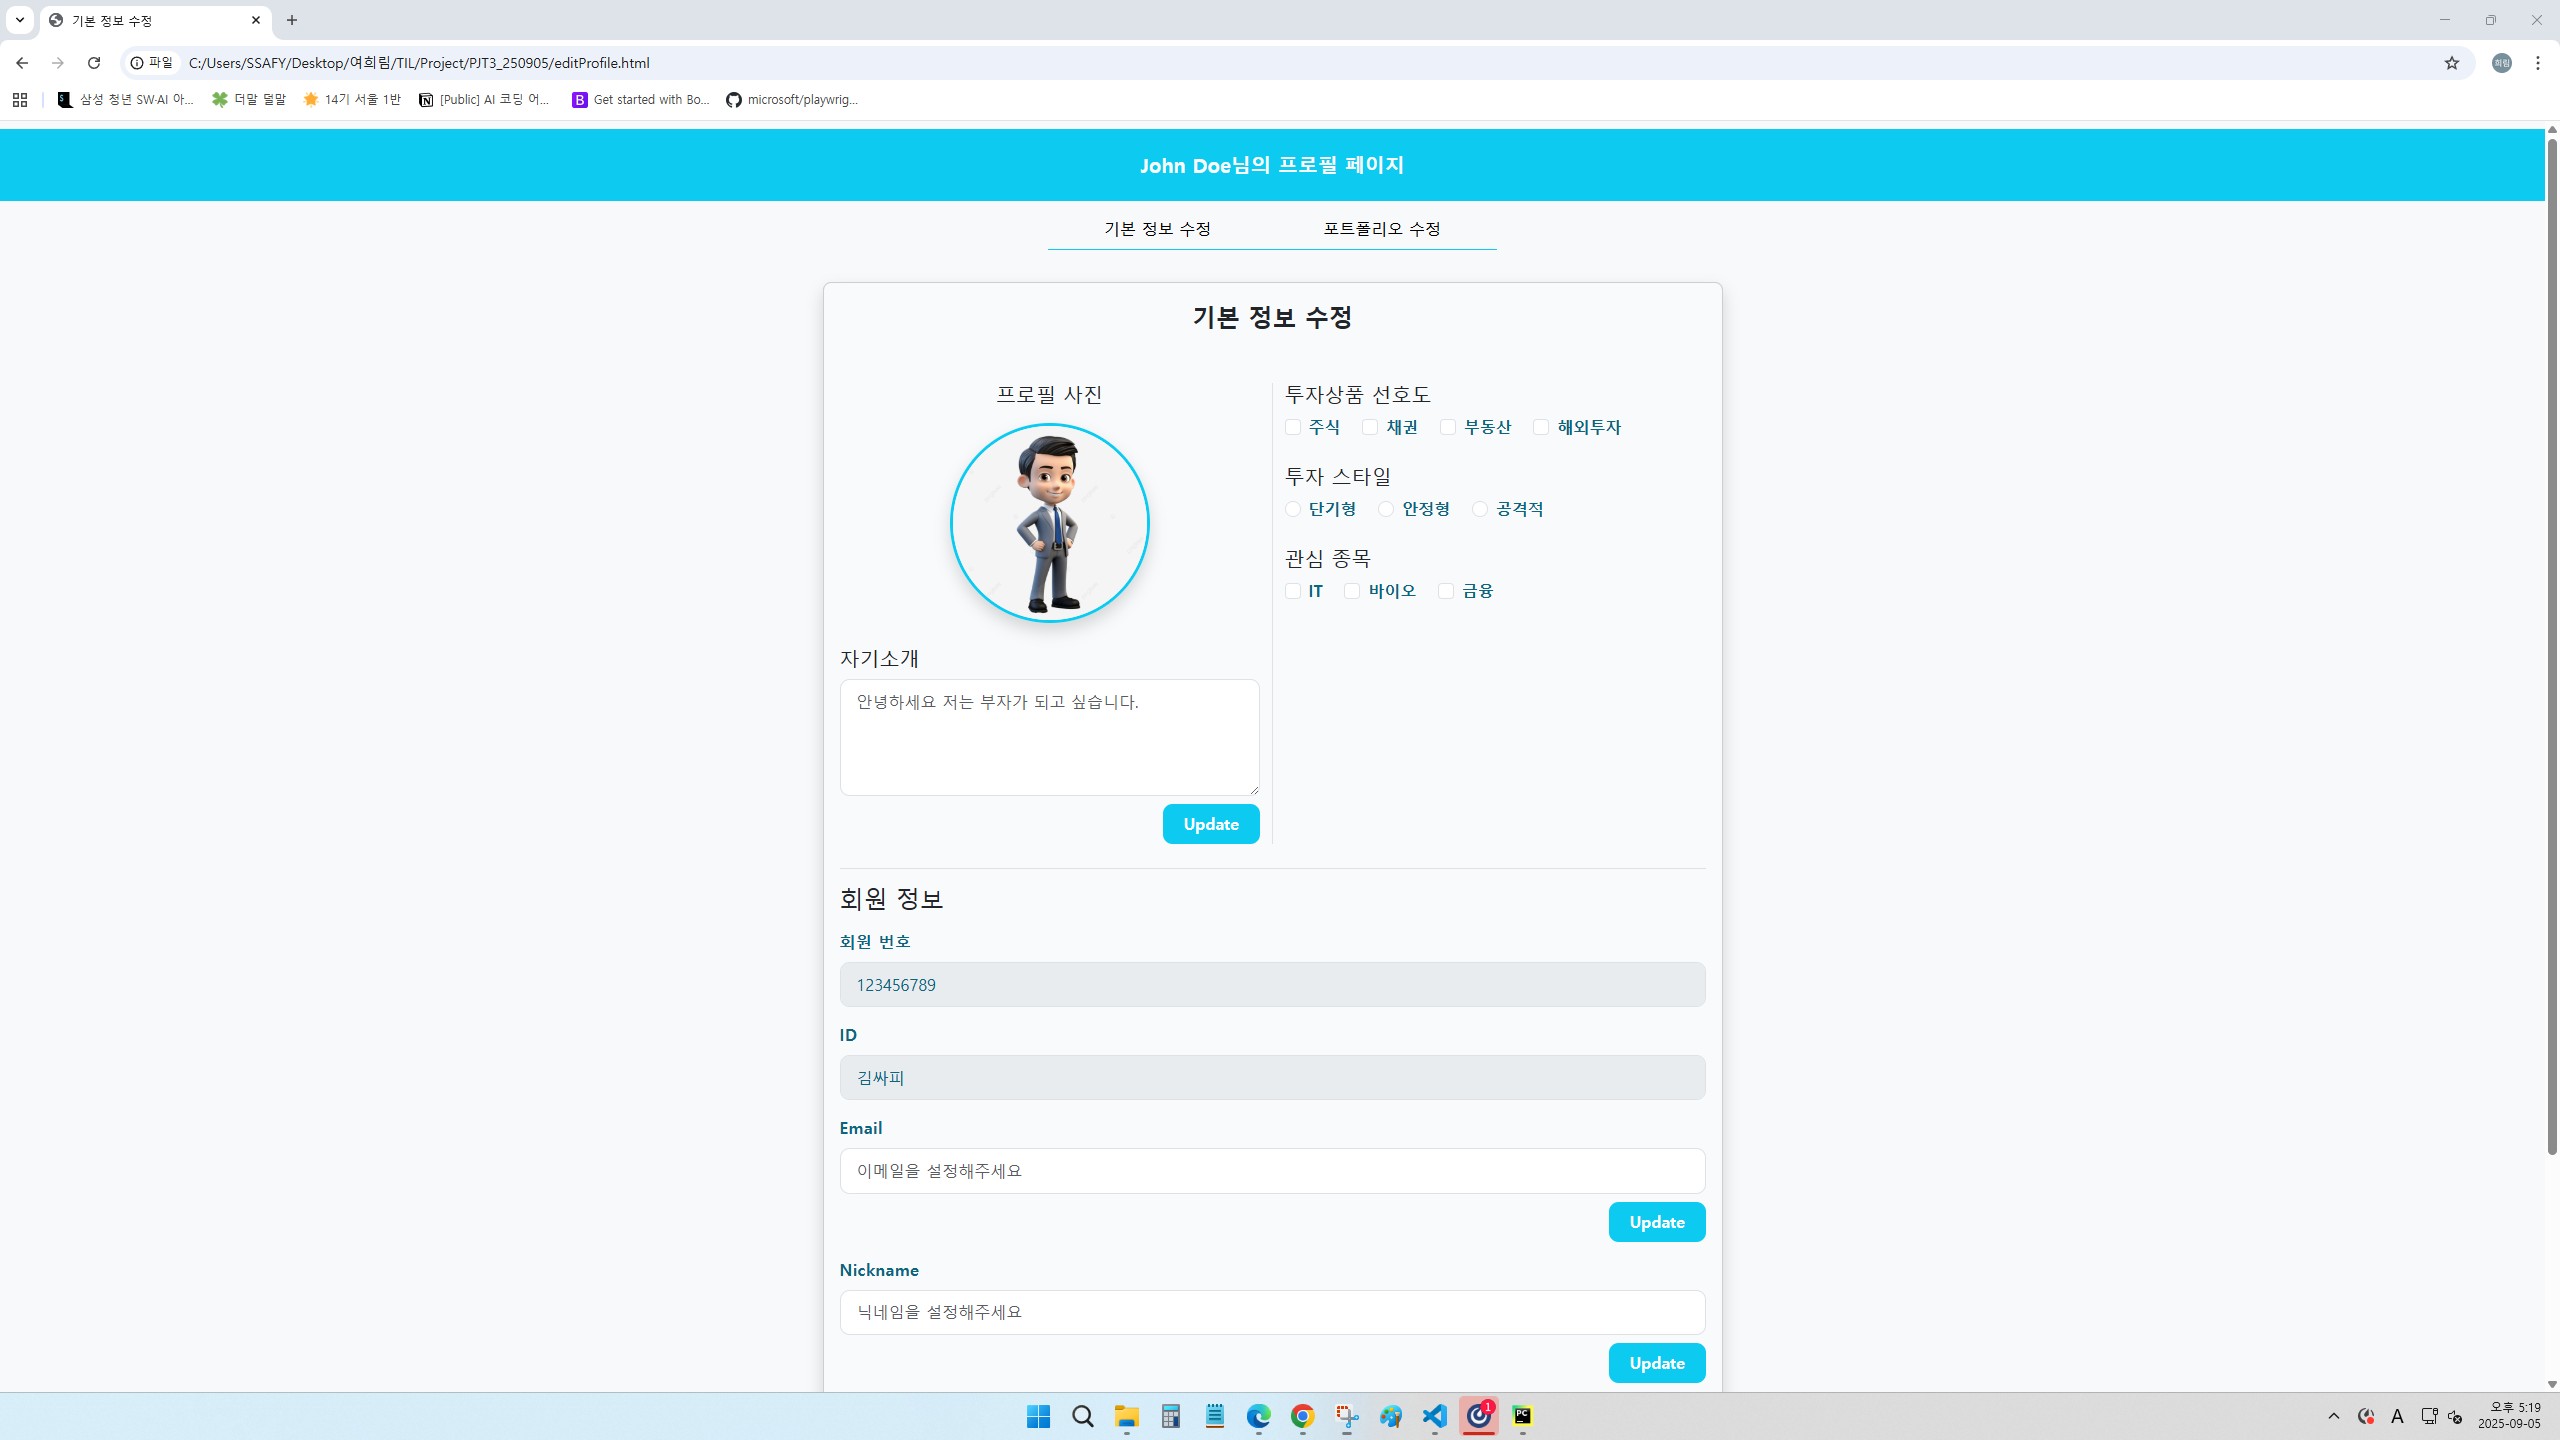 기본 정보 수정
파일 C:/Users/SSAFY/Desktop/여희림/TIL/Project/PJT3_250905/editProfile.html 희림
삼성 청년 SW·AI 아... 더말 덜말 14기 서울 1반 [Public] AI 코딩 어... Get started with Bo... microsoft/playwrig...
John Doe님의 프로필 페이지
기본 정보 수정 포트폴리오 수정
기본 정보 수정
프로필 사진
자기소개
안녕하세요 저는 부자가 되고 싶습니다.
Update
투자상품 선호도
주식 채권 부동산 해외투자
투자 스타일
단기형 안정형 공격적
관심 종목
IT 바이오 금융
회원 정보
회원 번호
123456789
ID
김싸피
Email
이메일을 설정해주세요
Update
Nickname
닉네임을 설정해주세요
Update
1
PC
A
오후 5:19
2025-09-05